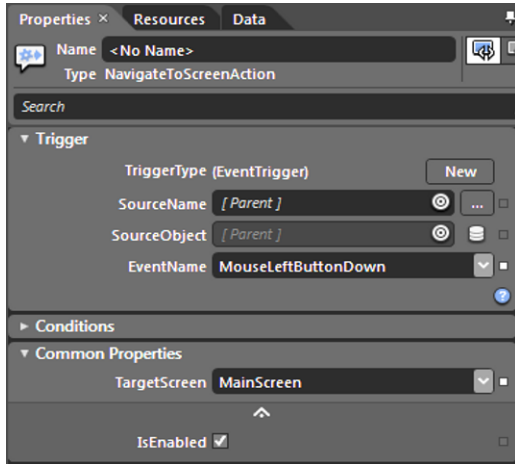 Properties × Resources Data
Name <No Name>
Type NavigateToScreenAction
Search
Trigger
TriggerType (EventTrigger) New
SourceName [ Parent ] ...
SourceObject [ Parent ]
EventName MouseLeftButtonDown
?
Conditions
Common Properties
TargetScreen MainScreen
IsEnabled